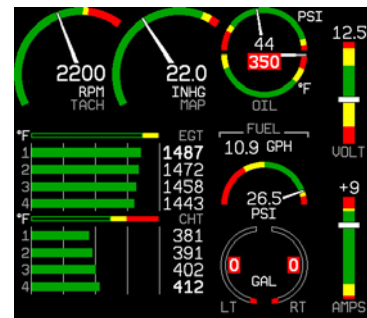 PSI
12.5
44
2200
22.0
350
RPM
INHG
°F
TACH
MAP
OIL
°F
EGT
FUEL
1
1487
10.9 GPH
VOLT
2
1472
3
1458
4
1443
26.5
+9
°F
CHT
PSI
1
381
2
391
3
402
0
0
4
412
GAL
LT
RT
AMPS